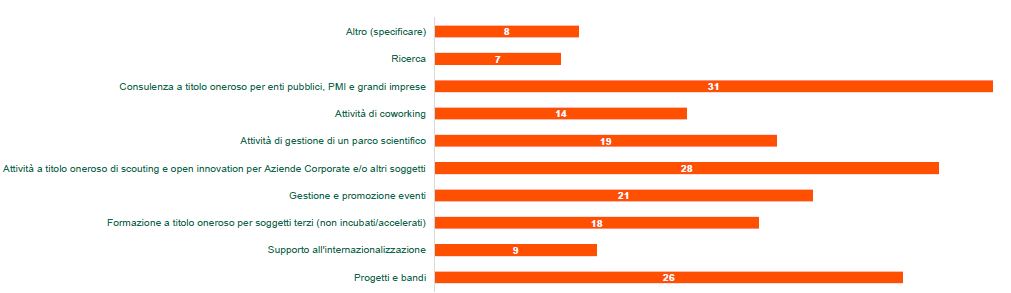 Altro (specificare) 8
Ricerca 7
Consulenza a titolo oneroso per enti pubblici, PMI e grandi imprese 31
Attività di coworking 14
Attività di gestione di un parco scientifico 19
Attività a titolo oneroso di scouting e open innovation per Aziende Corporate e/o altri soggetti 28
Gestione e promozione eventi 21
Formazione a titolo oneroso per soggetti terzi (non incubati/accelerati) 18
Supporto all'internazionalizzazione 9
Progetti e bandi 26